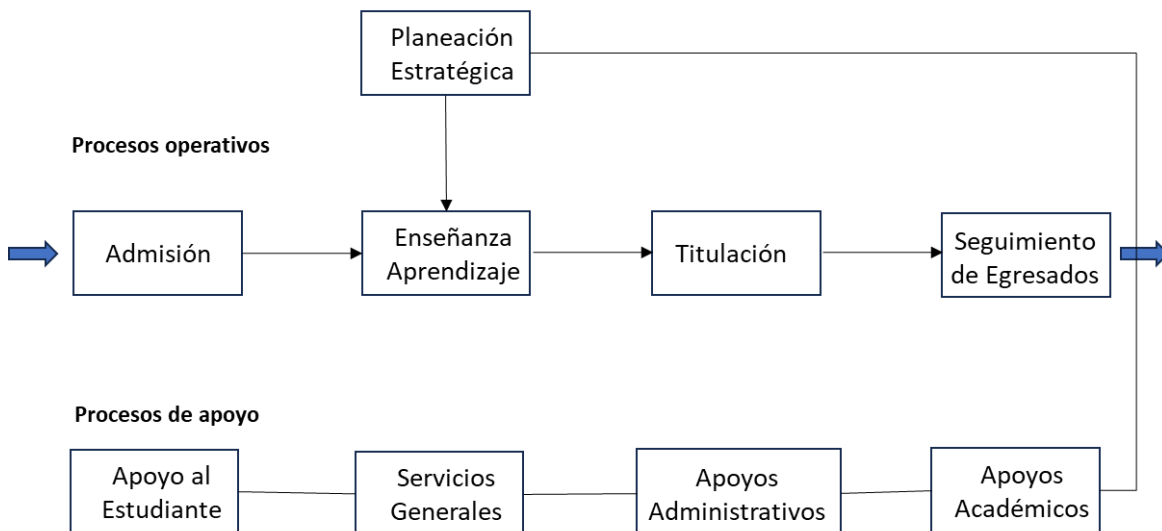 Planeación
Estratégica
Procesos operativos
Admisión
Enseñanza
Aprendizaje
Titulación
Seguimiento
de Egresados
Procesos de apoyo
Apoyo al
Estudiante
Servicios
Generales
Apoyos
Administrativos
Apoyos
Académicos